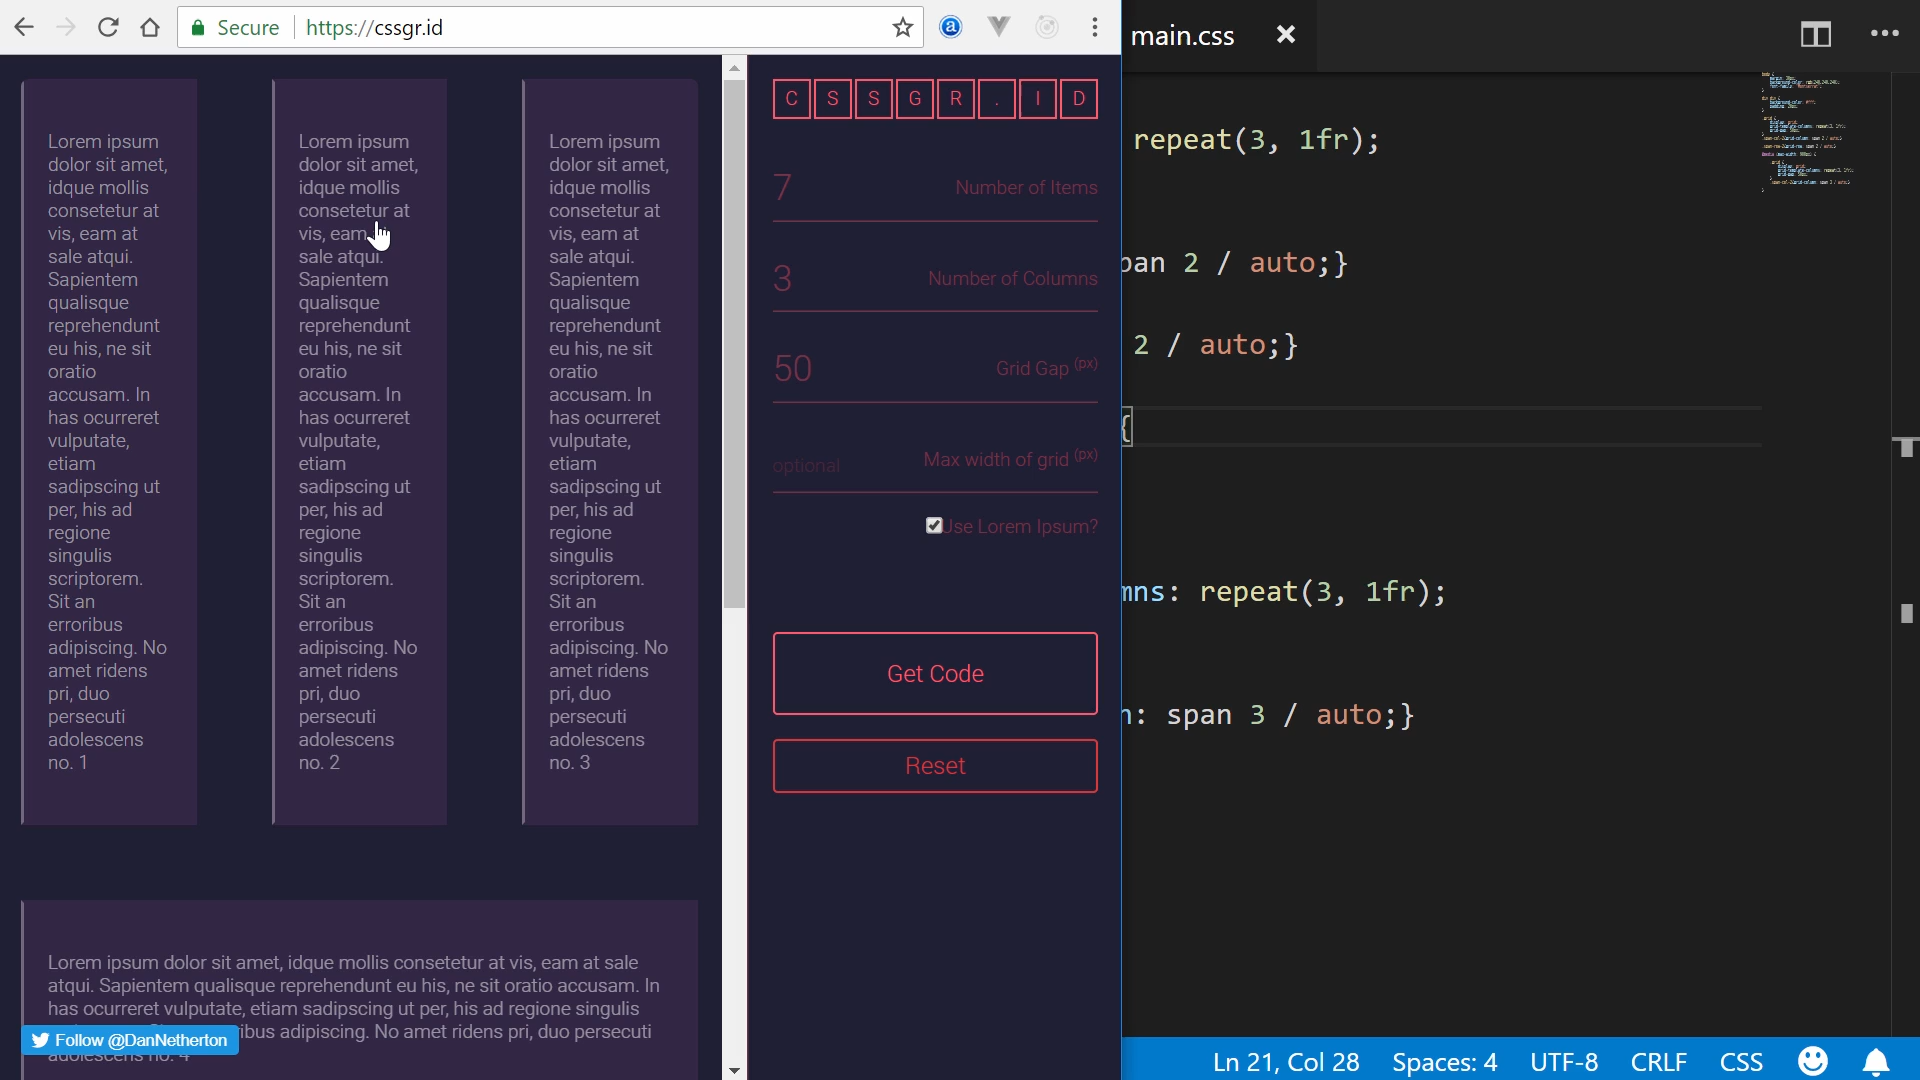 Secure https://cssgr.id
main.css
Lorem ipsum
dolor sit amet,
idque mollis
consetetur at
vis, eam at
sale atqui.
Sapientem
qualisque
reprehendunt
eu his, ne sit
oratio
accusam. In
has ocurreret
vulputate,
etiam
sadipscing ut
per, his ad
regione
singulis
scriptorem.
Sit an
erroribus
adipiscing. No
amet ridens
pri, duo
persecuti
adolescens
no. 1
Lorem ipsum
dolor sit amet,
idque mollis
consetetur at
vis, eam
sale atqui.
Sapientem
qualisque
reprehendunt
eu his, ne sit
oratio
accusam. In
has ocurreret
vulputate,
etiam
sadipscing ut
per, his ad
regione
singulis
scriptorem.
Sit an
erroribus
adipiscing. No
amet ridens
pri, duo
persecuti
adolescens
no. 2
Lorem ipsum
dolor sit amet,
idque mollis
consetetur at
vis, eam at
sale atqui.
Sapientem
qualisque
reprehendunt
eu his, ne sit
oratio
accusam. In
has ocurreret
vulputate,
etiam
sadipscing ut
per, his ad
regione
singulis
scriptorem.
Sit an
erroribus
adipiscing. No
amet ridens
pri, duo
persecuti
adolescens
no. 3
Lorem ipsum dolor sit amet, idque mollis consetetur at vis, eam at sale
atqui. Sapientem qualisque reprehendunt eu his, ne sit oratio accusam. In
has ocurreret vulputate, etiam sadipscing ut per, his ad regione singulis
ibus adipiscing. No amet ridens pri, duo persecuti
adolescens no. 4
Follow @DanNetherton
C S S G R . I D
7 Number of Items
3 Number of Columns
50 Grid Gap (px)
optional Max width of grid (px)
Use Lorem Ipsum?
Get Code
Reset
repeat(3, 1fr);
pan 2 / auto;}
2 / auto;}
{
mns: repeat(3, 1fr);
n: span 3 / auto;}
Ln 21, Col 28 Spaces: 4 UTF-8 CRLF CSS